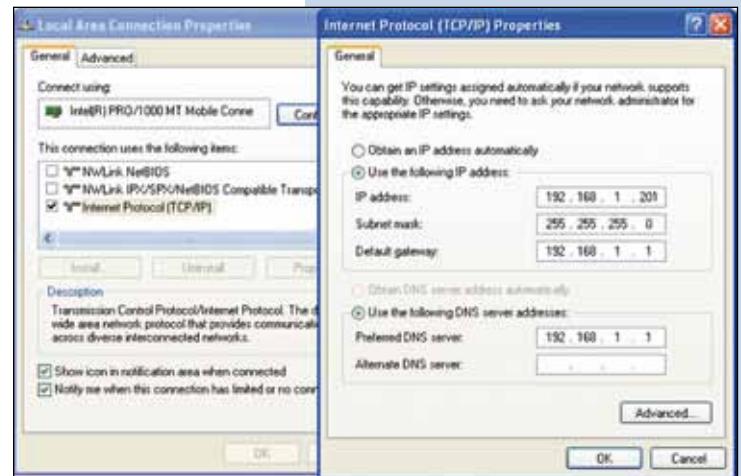 Local Area Connection Properties
General Advanced
Connect using:
Intel(R) PRO/1000 MT Mobile Conne
Conf
This connection uses the following items:
NWLink NetBIOS
NWLink IPX/SPX/NetBIOS Compatible Transpo
Internet Protocol (TCP/IP)
Install... Uninstall Prop
Description
Transmission Control Protocol/Internet Protocol. The d
wide area network protocol that provides communicati
across diverse interconnected networks.
Show icon in notification area when connected
Notify me when this connection has limited or no conn
OK
Internet Protocol (TCP/IP) Properties
General
You can get IP settings assigned automatically if your network supports
this capability. Otherwise, you need to ask your network administrator for
the appropriate IP settings.
Obtain an IP address automatically
Use the following IP address:
IP address: 192 . 168 . 1 . 201
Subnet mask: 255 . 255 . 255 . 0
Default gateway: 192 . 168 . 1 . 1
Obtain DNS server address automatically
Use the following DNS server addresses:
Preferred DNS server: 192 . 168 . 1 . 1
Alternate DNS server: . . .
Advanced...
OK Cancel